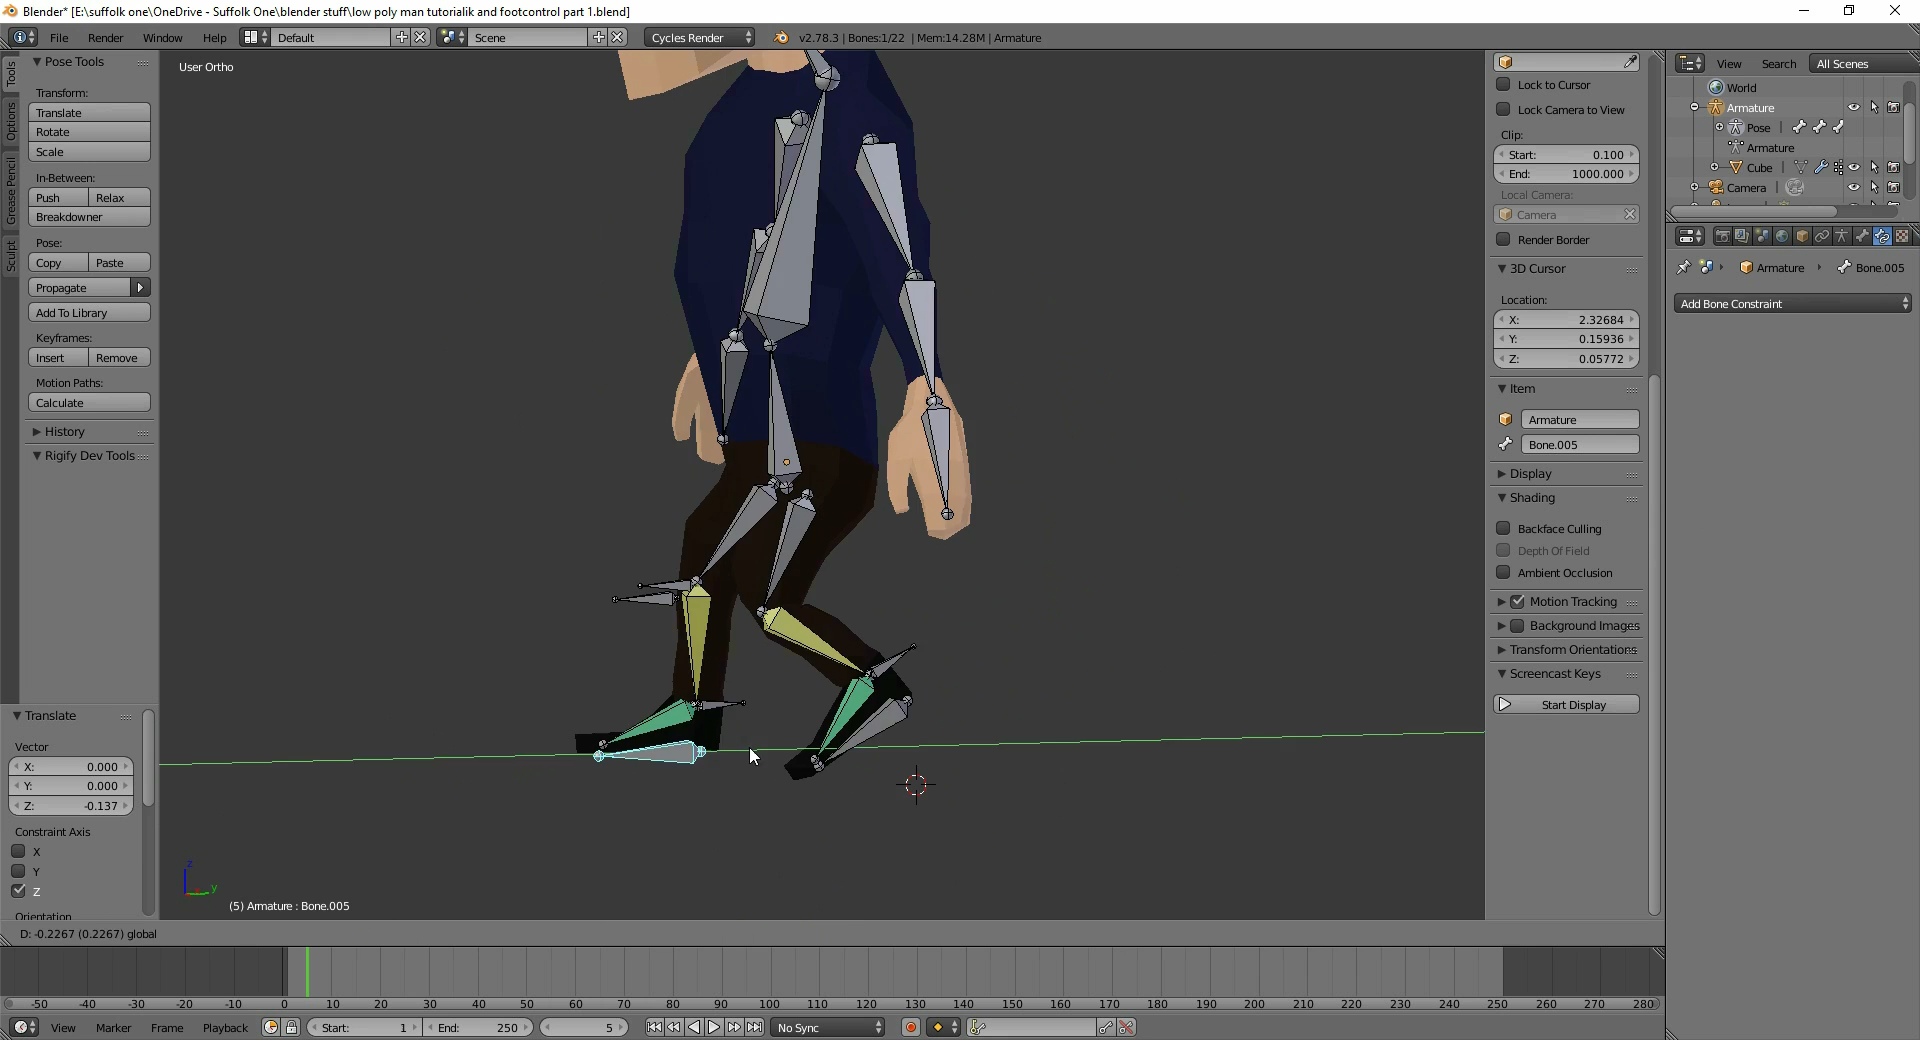 Blender* [E:\suffolk one\OneDrive - Suffolk One\blender stuff\low poly man tutorialik and footcontrol part 1.blend]
File Render Window Help Default Scene Cycles Render v2.78.3 | Bones:1/22 | Mem:14.28M | Armature
Tools
Options
Grease Pencil
Sculpt
Pose Tools
Transform:
Translate
Rotate
Scale
In-Between:
Push Relax
Breakdowner
Pose:
Copy Paste
Propagate
Add To Library
Keyframes:
Insert Remove
Motion Paths:
Calculate
History
Rigify Dev Tools
Translate
Vector
X: 0.000
Y: 0.000
Z: -0.137
Constraint Axis
X
Y
Z
Orientation
User Ortho
z
y
(5) Armature : Bone.005
D: -0.2267 (0.2267) global
Lock to Cursor
Lock Camera to View
Clip:
Start: 0.100
End: 1000.000
Local Camera:
Camera
Render Border
3D Cursor
Location:
X: 2.32684
Y: 0.15936
Z: 0.05772
Item
Armature
Bone.005
Display
Shading
Backface Culling
Depth Of Field
Ambient Occlusion
Motion Tracking
Background Images
Transform Orientations
Screencast Keys
Start Display
View Search All Scenes
World
Armature
Pose
Armature
Cube
Camera
Armature Bone.005
Add Bone Constraint
-50 -40 -30 -20 -10 0 10 20 30 40 50 60 70 80 90 100 110 120 130 140 150 160 170 180 190 200 210 220 230 240 250 260 270 280
View Marker Frame Playback Start: 1 End: 250 5 No Sync